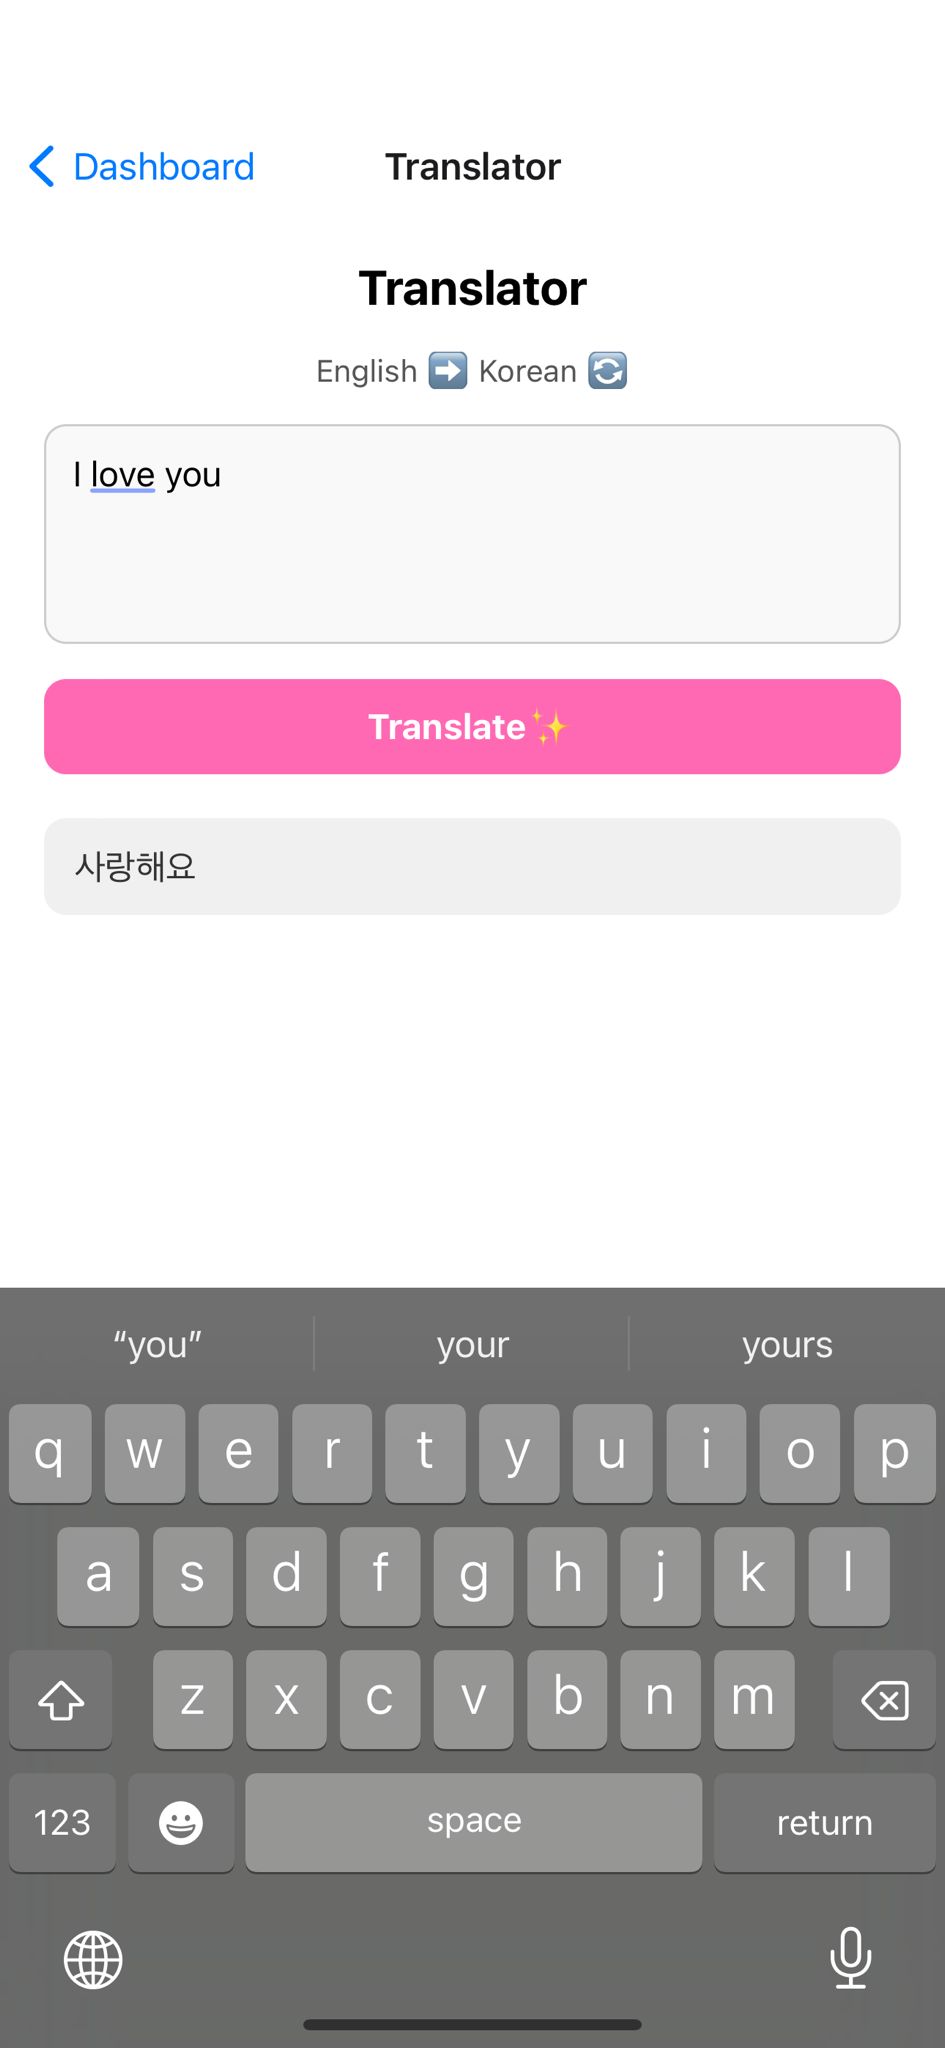 Dashboard
Translator
Translator
English ➡️ Korean 🔄
I love you
Translate✨
사랑해요
“you” your yours
q w e r t y u i o p
a s d f g h j k l
z x c v b n m
123 space return